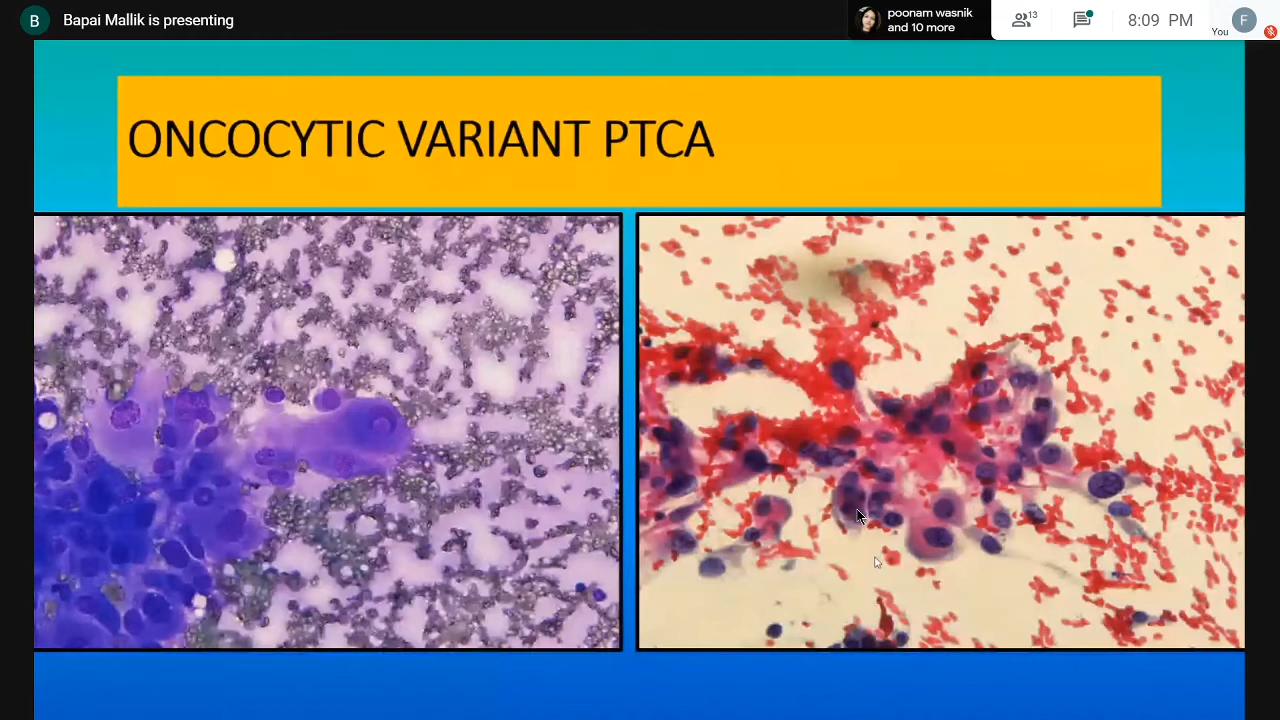 B
Bapai Mallik is presenting
poonam wasnik
and 10 more
13
8:09 PM
You
F
ONCOCYTIC VARIANT PTCA